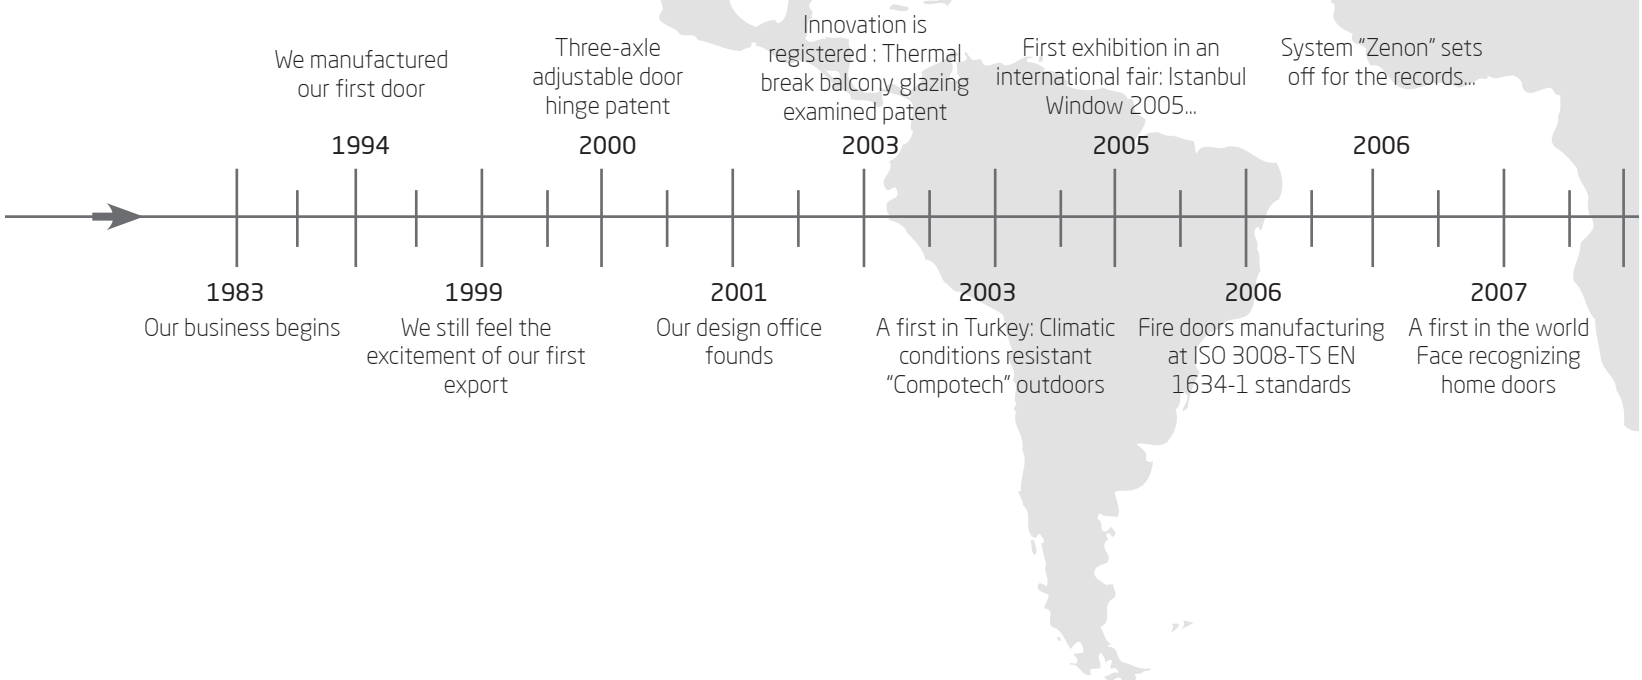 We manufactured
our first door
1994
Three-axle
adjustable door
hinge patent
2000
Innovation is
registered : Thermal
break balcony glazing
examined patent
2003
First exhibition in an
international fair: Istanbul
Window 2005...
2005
System “Zenon” sets
off for the records...
2006
1983
Our business begins
1999
We still feel the
excitement of our first
export
2001
Our design office
founds
2003
A first in Turkey: Climatic
conditions resistant
“Compotech” outdoors
2006
Fire doors manufacturing
at ISO 3008-TS EN
1634-1 standards
2007
A first in the world
Face recognizing
home doors